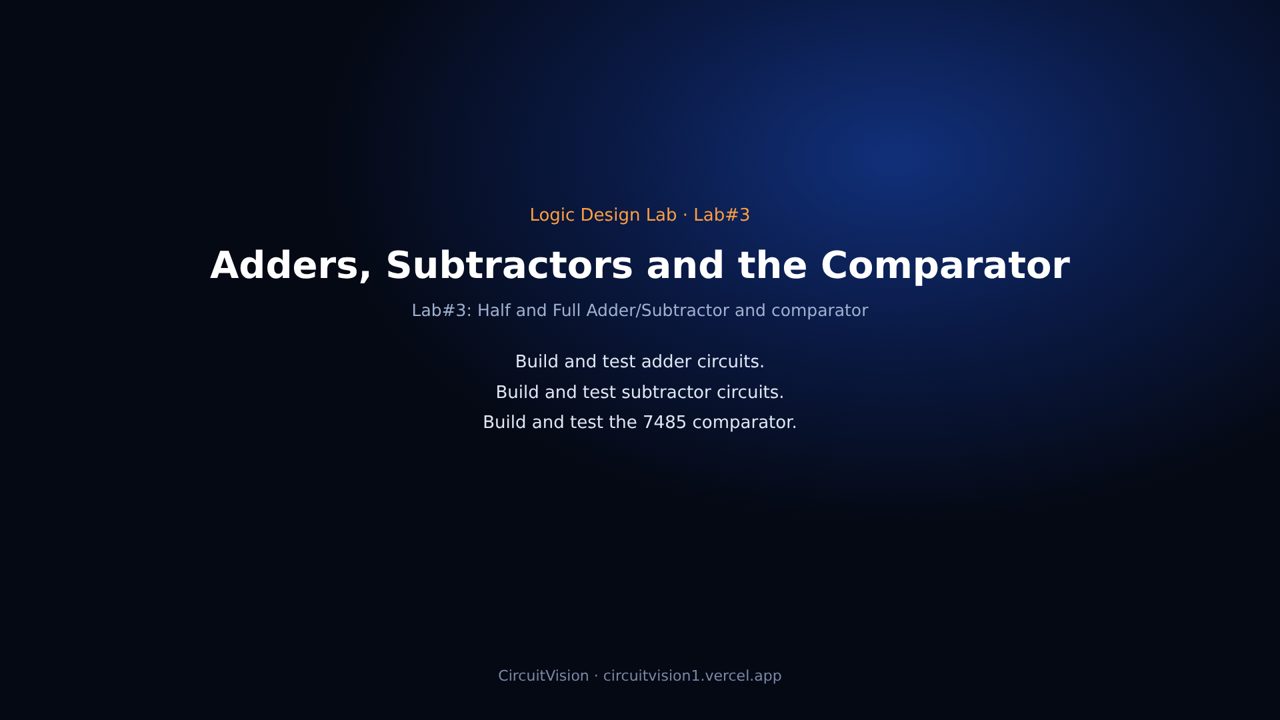 Logic Design Lab · Lab#3
Adders, Subtractors and the Comparator
Lab#3: Half and Full Adder/Subtractor and comparator
Build and test adder circuits.
Build and test subtractor circuits.
Build and test the 7485 comparator.
CircuitVision · circuitvision1.vercel.app